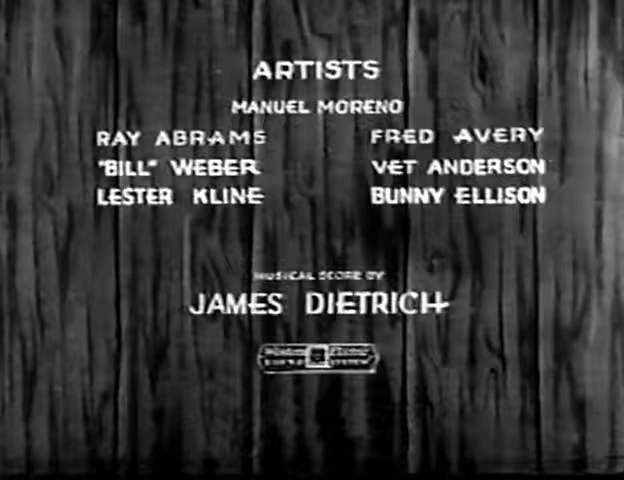 ARTISTS
MANUEL MORENO
RAY ABRAMS FRED AVERY
"BILL" WEBER VET ANDERSON
LESTER KLINE BUNNY ELLISON
MUSICAL SCORE BY
JAMES DIETRICH